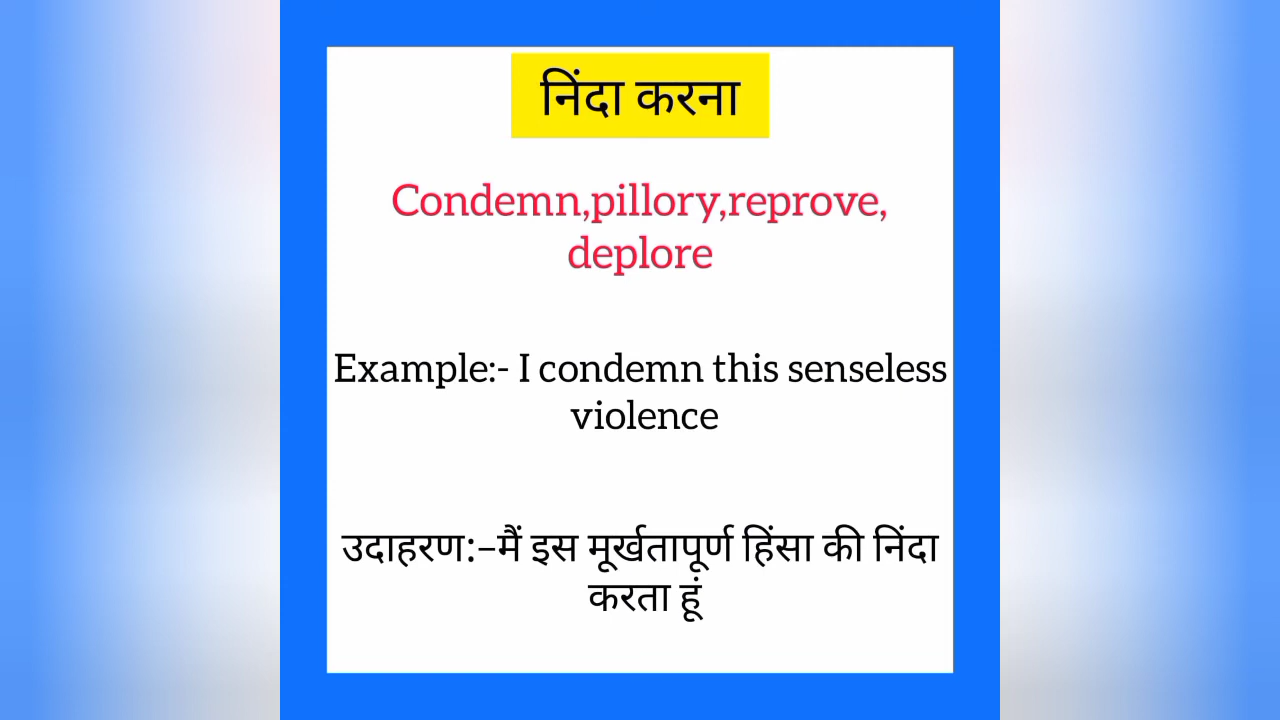 निंदा करना
Condemn,pillory,reprove,
deplore
Example:- I condemn this senseless
violence
उदाहरण:–मैं इस मूर्खतापूर्ण हिंसा की निंदा
करता हूं